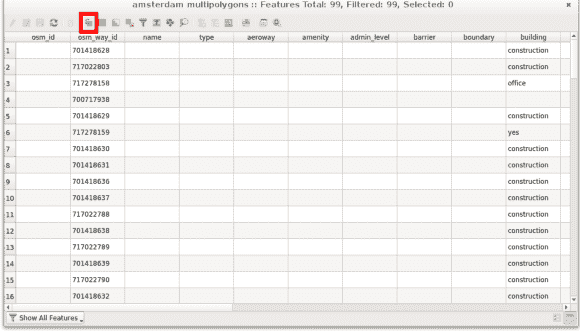 amsterdam multipolygons :: Features Total: 99, Filtered: 99, Selected: 0
osm_id osm_way_id name type aeroway amenity admin_level barrier boundary building
1 701418628 construction
2 717022803 construction
3 717278158 office
4 700717938
5 701418629 construction
6 717278159 yes
7 701418630 construction
8 701418631 construction
9 701418636 construction
10 701418637 construction
11 717022788 construction
12 701418638 construction
13 717022789 construction
14 701418639 construction
15 717022790 construction
16 701418632 construction
Show All Features